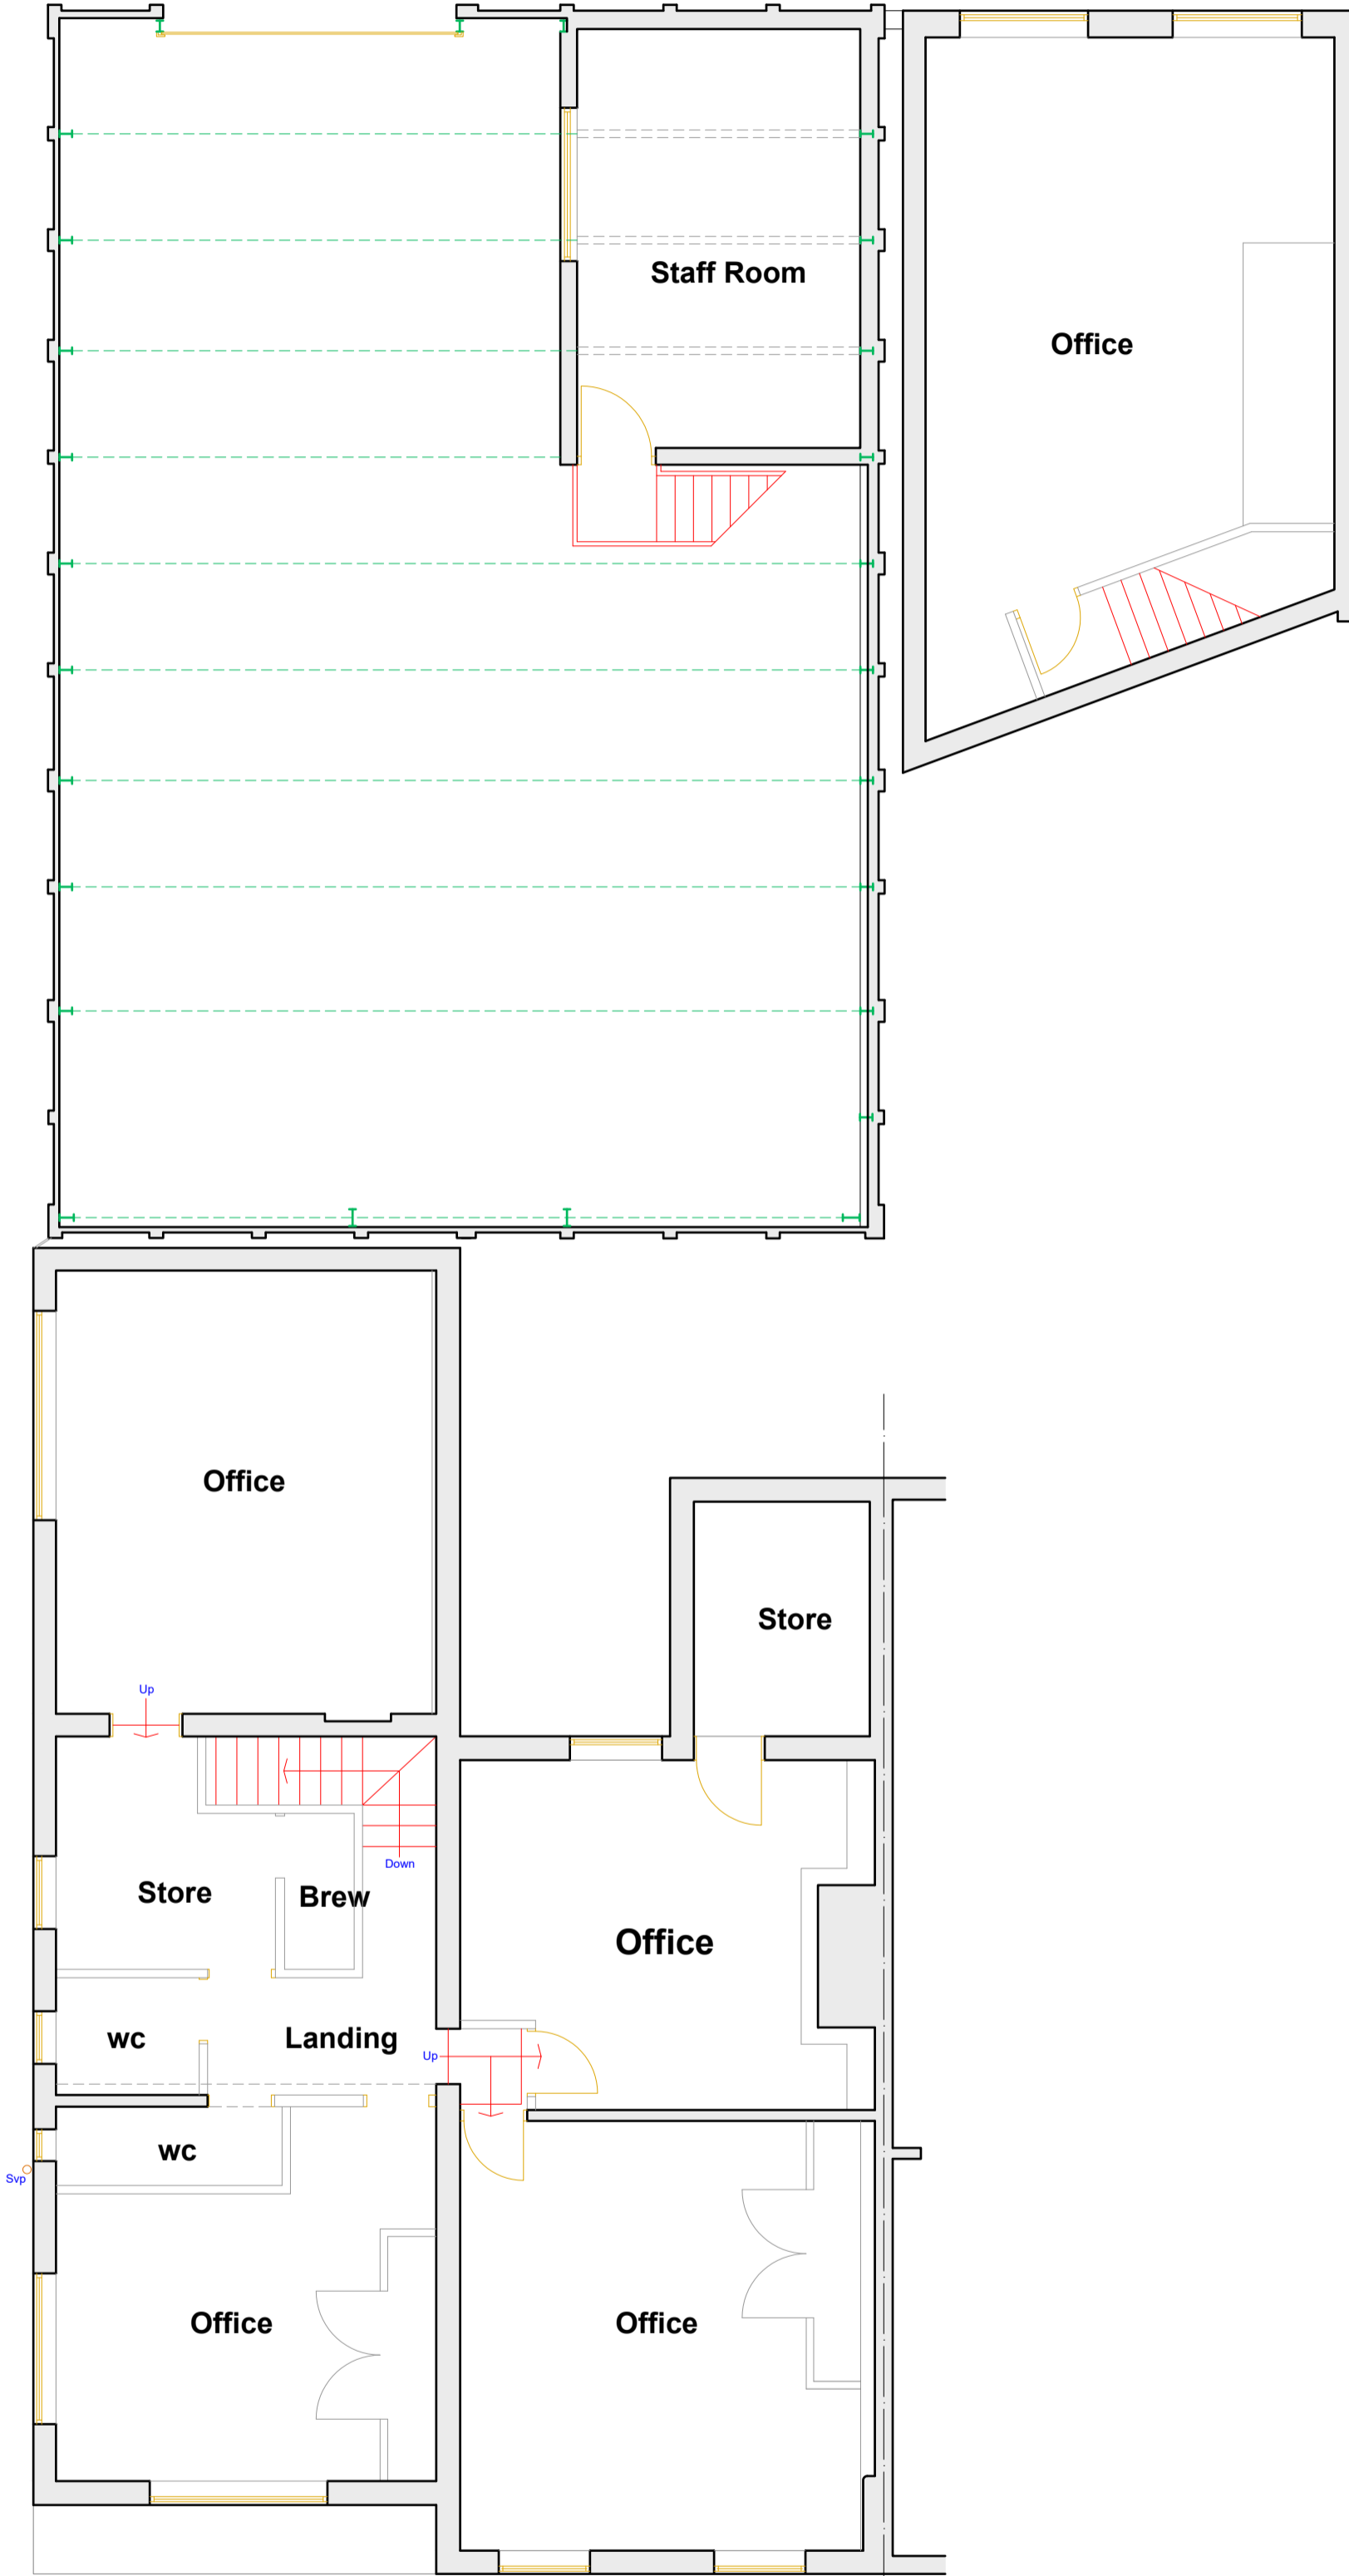 Staff Room
Office
Office
Store
Up
Down
Store
Brew
Office
wc
Landing
Up
wc
Svp
Office
Office